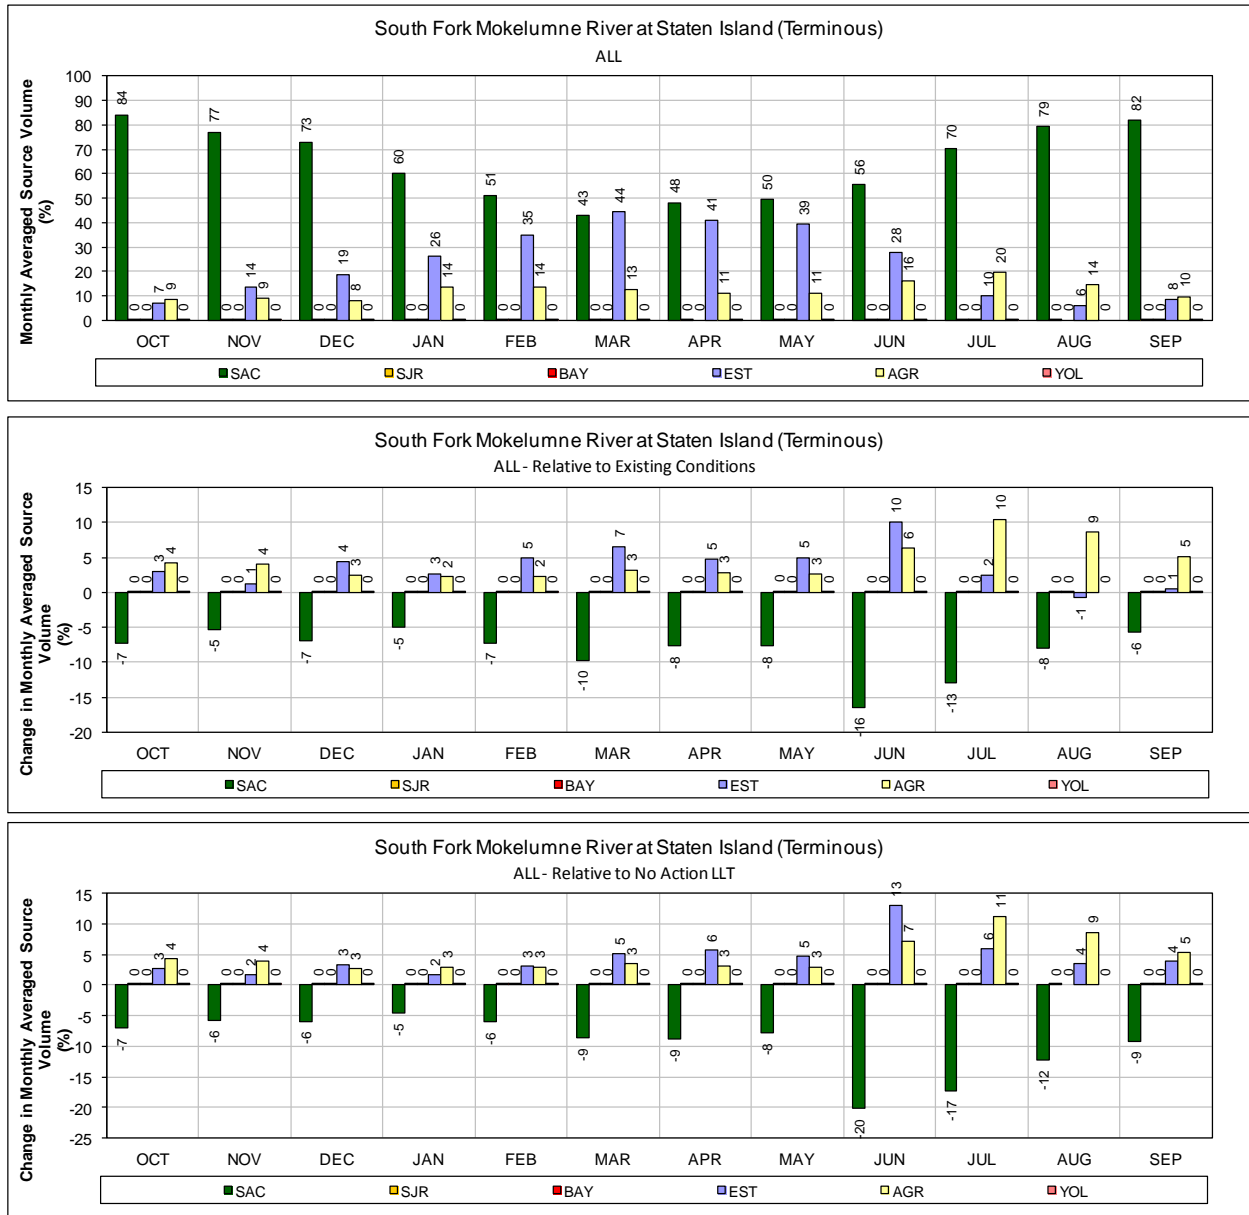 South Fork Mokelumne River at Staten Island (Terminous)
ALL
Monthly Averaged Source Volume
(%)
100
90
80
70
60
50
40
30
20
10
0
84 0 0 7 9 0
77 0 0 14 9 0
73 0 0 19 8 0
60 0 0 26 14 0
51 0 0 35 14 0
43 0 0 44 13 0
48 0 0 41 11 0
50 0 0 39 11 0
56 0 0 28 16 0
70 0 0 10 20 0
79 0 0 6 14 0
82 0 0 8 10 0
OCT NOV DEC JAN FEB MAR APR MAY JUN JUL AUG SEP
SAC SJR BAY EST AGR YOL
South Fork Mokelumne River at Staten Island (Terminous)
ALL - Relative to Existing Conditions
Change in Monthly Averaged Source
Volume
(%)
15
10
5
0
-5
-10
-15
-20
-7 0 0 3 4 0
-5 0 0 1 4 0
-7 0 0 4 3 0
-5 0 0 3 2 0
-7 0 0 5 2 0
-10 0 0 7 3 0
-8 0 0 5 3 0
-8 0 0 5 3 0
-16 0 0 10 6 0
-13 0 0 2 10 0
-8 0 0 -1 9 0
-6 0 0 1 5 0
OCT NOV DEC JAN FEB MAR APR MAY JUN JUL AUG SEP
SAC SJR BAY EST AGR YOL
South Fork Mokelumne River at Staten Island (Terminous)
ALL - Relative to No Action LLT
Change in Monthly Averaged Source
Volume
(%)
15
10
5
0
-5
-10
-15
-20
-25
-7 0 0 3 4 0
-6 0 0 2 4 0
-6 0 0 3 3 0
-5 0 0 2 3 0
-6 0 0 3 3 0
-9 0 0 5 3 0
-9 0 0 6 3 0
-8 0 0 5 3 0
-20 0 0 13 7 0
-17 0 0 6 11 0
-12 0 0 4 9 0
-9 0 0 4 5 0
OCT NOV DEC JAN FEB MAR APR MAY JUN JUL AUG SEP
SAC SJR BAY EST AGR YOL